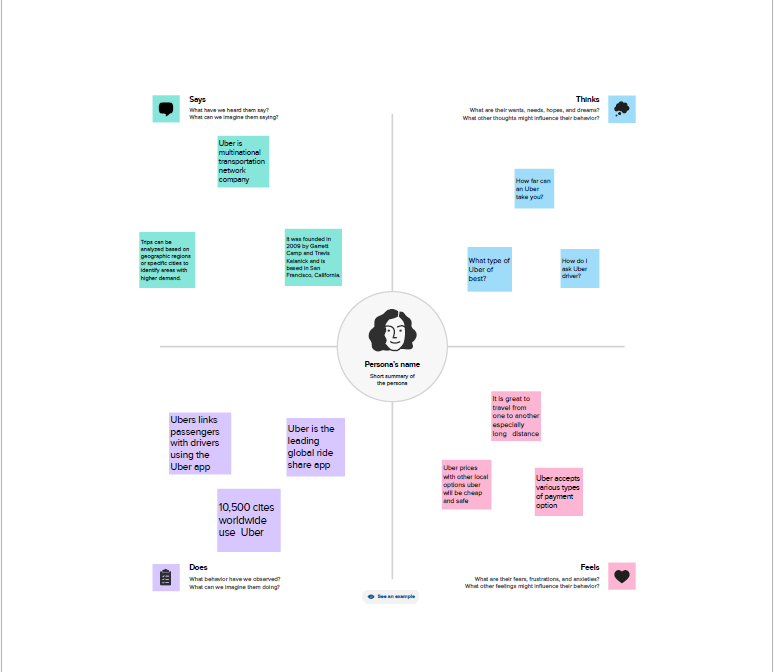 Says
What have we heard them say?
What can we imagine them saying?
Uber is
multinational
transportation
network
company
Trips can be
analyzed based on
geographic regions
or specific cities to
identify areas with
higher demand.
It was founded in
2009 by Garrett
Camp and Travis
Kalanick and is
based in San
Francisco, California.
Thinks
What are their wants, needs, hopes, and dreams?
What other thoughts might influence their behavior?
How far can
an Uber
take you?
What type of
Uber of
best?
How do I
ask Uber
driver?
Persona's name
Short summary of
the persona
Ubers links
passengers
with drivers
using the
Uber app
Uber is the
leading
global ride
share app
10,500 cites
worldwide
use Uber
Does
What behavior have we observed?
What can we imagine them doing?
It is great to
travel from
one to another
especially
long distance
Uber prices
with other local
options uber
will be cheap
and safe
Uber accepts
various types
of payment
option
Feels
What are their fears, frustrations, and anxieties?
What other feelings might influence their behavior?
See an example